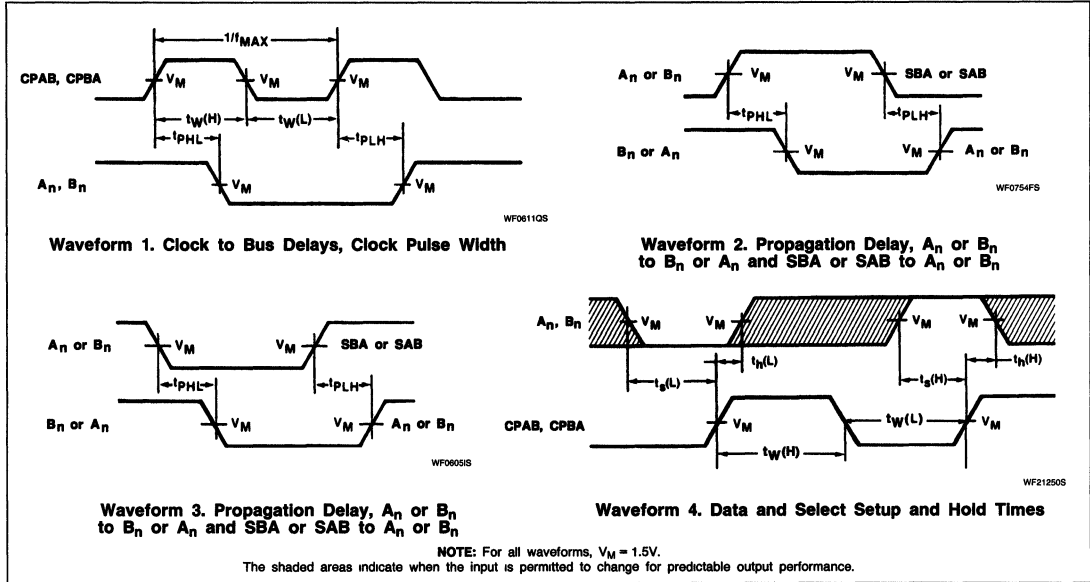 1/fMAX
CPAB, CPBA
VM
VM
VM
tW(H)
tW(L)
tPHL
tPLH
An, Bn
VM
VM
WF0611QS
Waveform 1. Clock to Bus Delays, Clock Pulse Width
An or Bn
VM
VM
SBA or SAB
tPHL
tPLH
Bn or An
VM
VM
An or Bn
WF0754FS
Waveform 2. Propagation Delay, An or Bn
to Bn or An and SBA or SAB to An or Bn
An or Bn
VM
VM
SBA or SAB
tPHL
tPLH
Bn or An
VM
VM
An or Bn
WF0605IS
Waveform 3. Propagation Delay, An or Bn
to Bn or An and SBA or SAB to An or Bn
An, Bn
VM
VM
VM
VM
th(L)
th(H)
ts(L)
ts(H)
CPAB, CPBA
VM
tW(L)
VM
tW(H)
WF21250S
Waveform 4. Data and Select Setup and Hold Times
NOTE: For all waveforms, VM = 1.5V.
The shaded areas indicate when the input is permitted to change for predictable output performance.